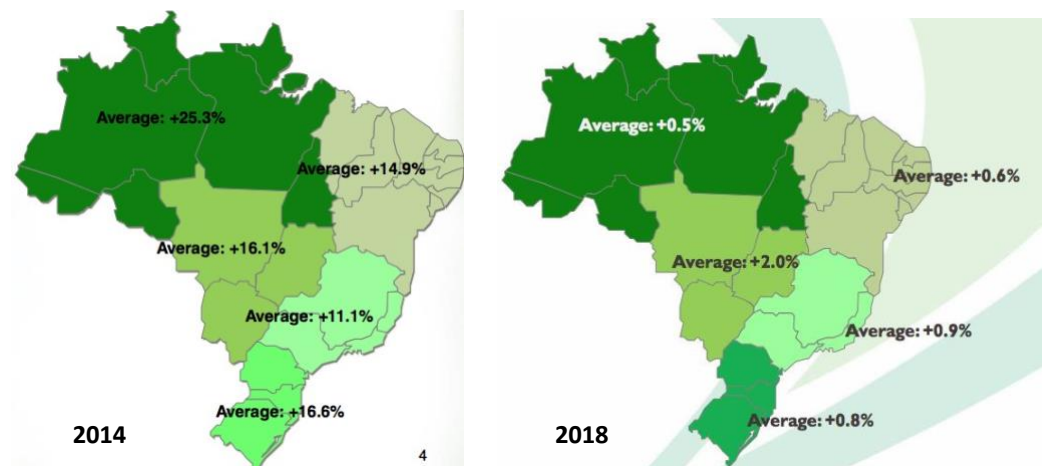 Average: +25.3%
Average: +14.9%
Average: +16.1%
Average: +11.1%
Average: +16.6%
2014
4
Average: +0.5%
Average: +0.6%
Average: +2.0%
Average: +0.9%
Average: +0.8%
2018